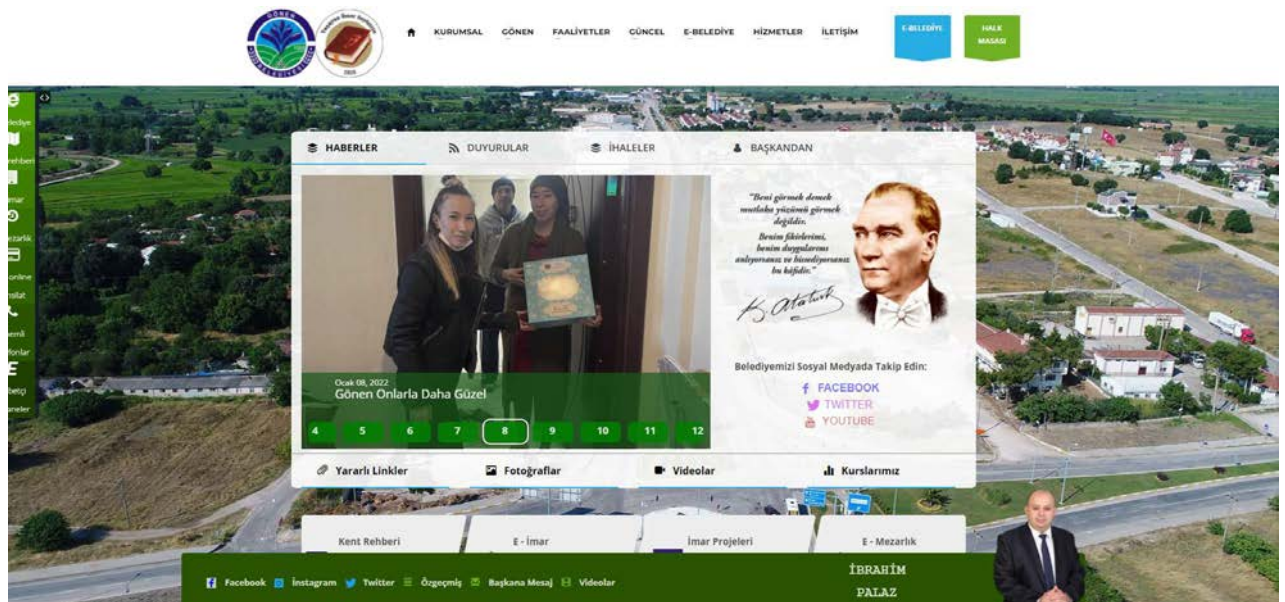 KURUMSAL GÖNEN FAALİYETLER GÜNCEL E-BELEDİYE HİZMETLER İLETİŞİM
E-BELEDİYE
HALK
MASASI
HABERLER DUYURULAR İHALELER BAŞKANDAN
"Beni görmek demek
mutlaka yüzümü görmek
değildir.
Benim fikirlerimi,
benim duygularımı
anlıyorsanız ve hissediyorsanız
bu kâfidir."
K. Atatürk
Ocak 08, 2022
Gönen Onlarla Daha Güzel
4 5 6 7 8 9 10 11 12
Belediyemizi Sosyal Medyada Takip Edin:
FACEBOOK
TWİTTER
YOUTUBE
Yararlı Linkler Fotoğraflar Videolar Kurslarımız
Kent Rehberi E - İmar İmar Projeleri E - Mezarlık
Facebook İnstagram Twitter Özgeçmiş Başkana Mesaj Videolar
İBRAHİM
PALAZ